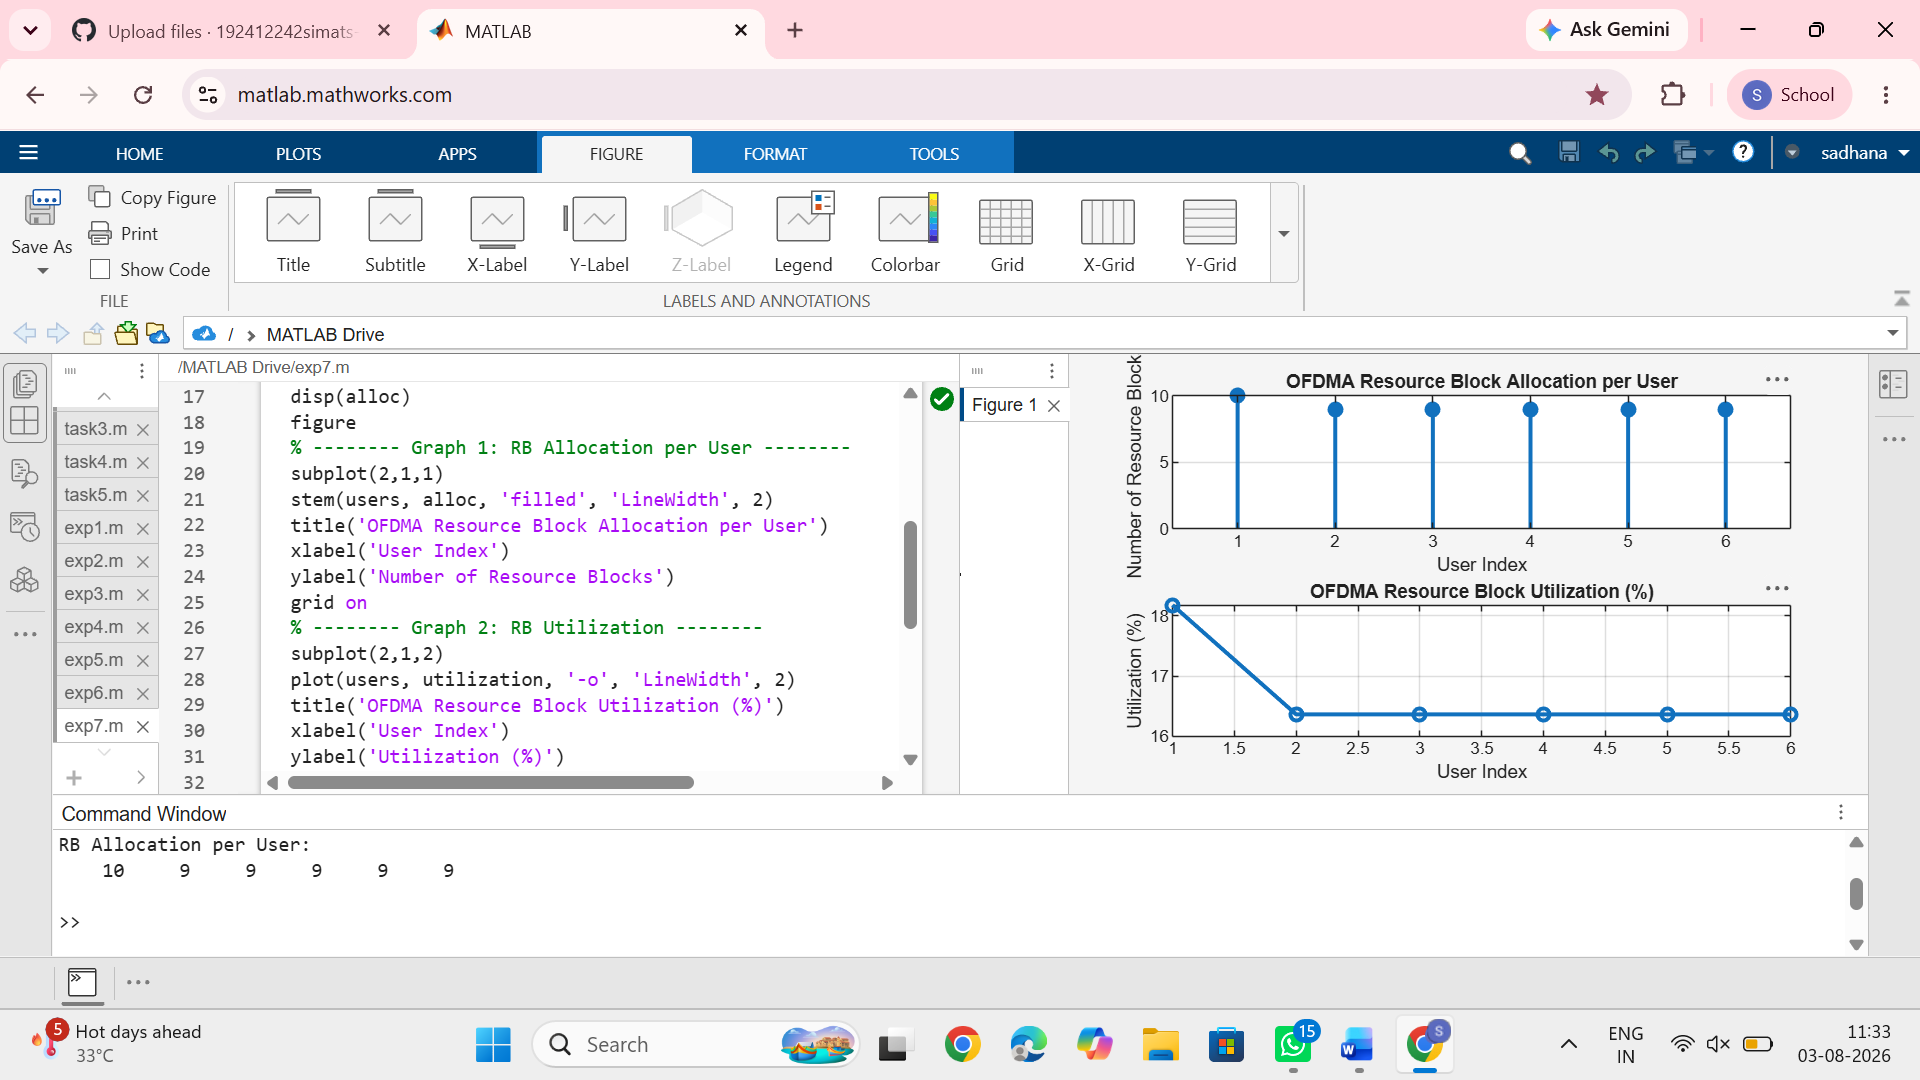 Upload files · 192412242simats-
MATLAB
Ask Gemini
matlab.mathworks.com
S School
HOME PLOTS APPS FIGURE FORMAT TOOLS
sadhana
Save As
Copy Figure
Print
Show Code
FILE
Title Subtitle X-Label Y-Label Z-Label Legend Colorbar Grid X-Grid Y-Grid
LABELS AND ANNOTATIONS
/ › MATLAB Drive
/MATLAB Drive/exp7.m
task3.m
task4.m
task5.m
exp1.m
exp2.m
exp3.m
exp4.m
exp5.m
exp6.m
exp7.m
17 disp(alloc)
18 figure
19 % -------- Graph 1: RB Allocation per User --------
20 subplot(2,1,1)
21 stem(users, alloc, 'filled', 'LineWidth', 2)
22 title('OFDMA Resource Block Allocation per User')
23 xlabel('User Index')
24 ylabel('Number of Resource Blocks')
25 grid on
26 % -------- Graph 2: RB Utilization --------
27 subplot(2,1,2)
28 plot(users, utilization, '-o', 'LineWidth', 2)
29 title('OFDMA Resource Block Utilization (%)')
30 xlabel('User Index')
31 ylabel('Utilization (%)')
32
Figure 1
OFDMA Resource Block Allocation per User
Number of Resource Block
10
5
0
1 2 3 4 5 6
User Index
OFDMA Resource Block Utilization (%)
Utilization (%)
18
17
16
1 1.5 2 2.5 3 3.5 4 4.5 5 5.5 6
User Index
Command Window
RB Allocation per User:
10 9 9 9 9 9
>>
5
Hot days ahead
33°C
Search
15
S
ENG
IN
11:33
03-08-2026